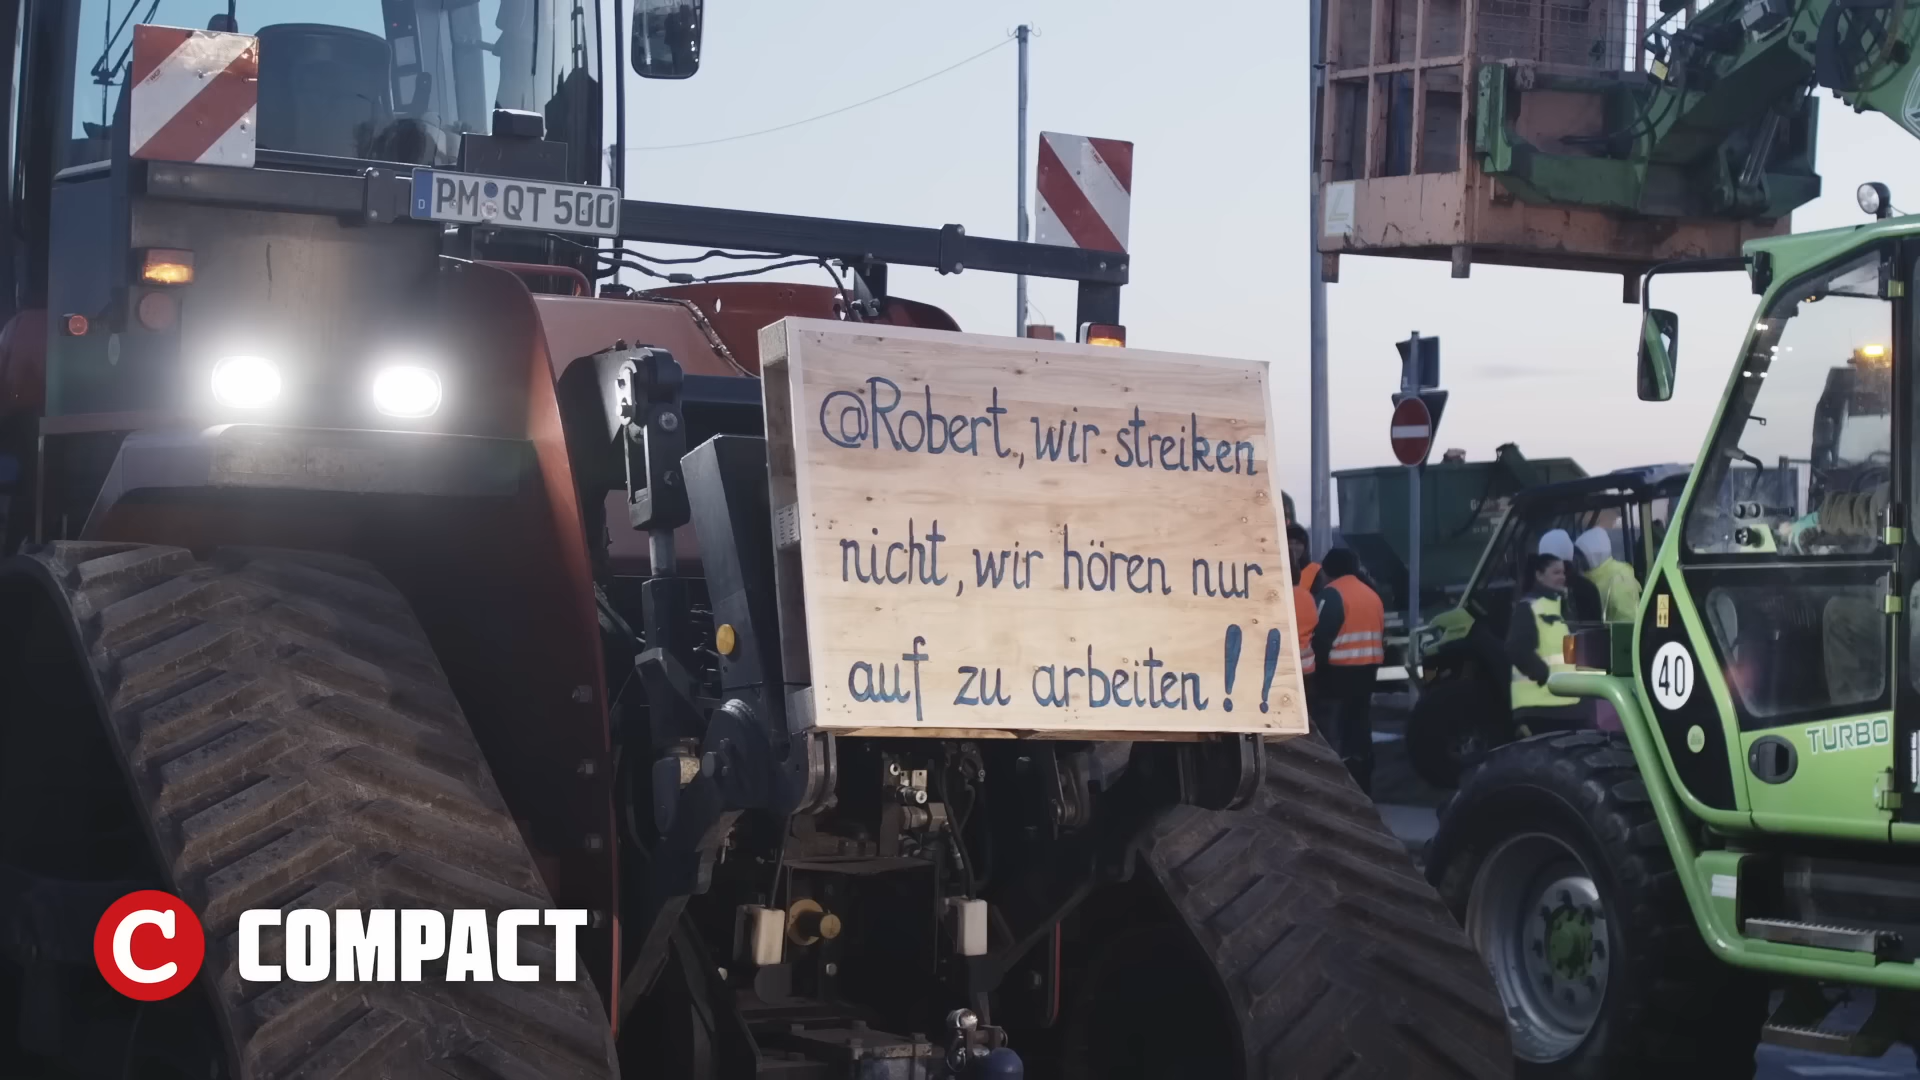 PM QT 500
@Robert, wir streiken
nicht, wir hören nur
auf zu arbeiten!!
40
TURBO
C COMPACT